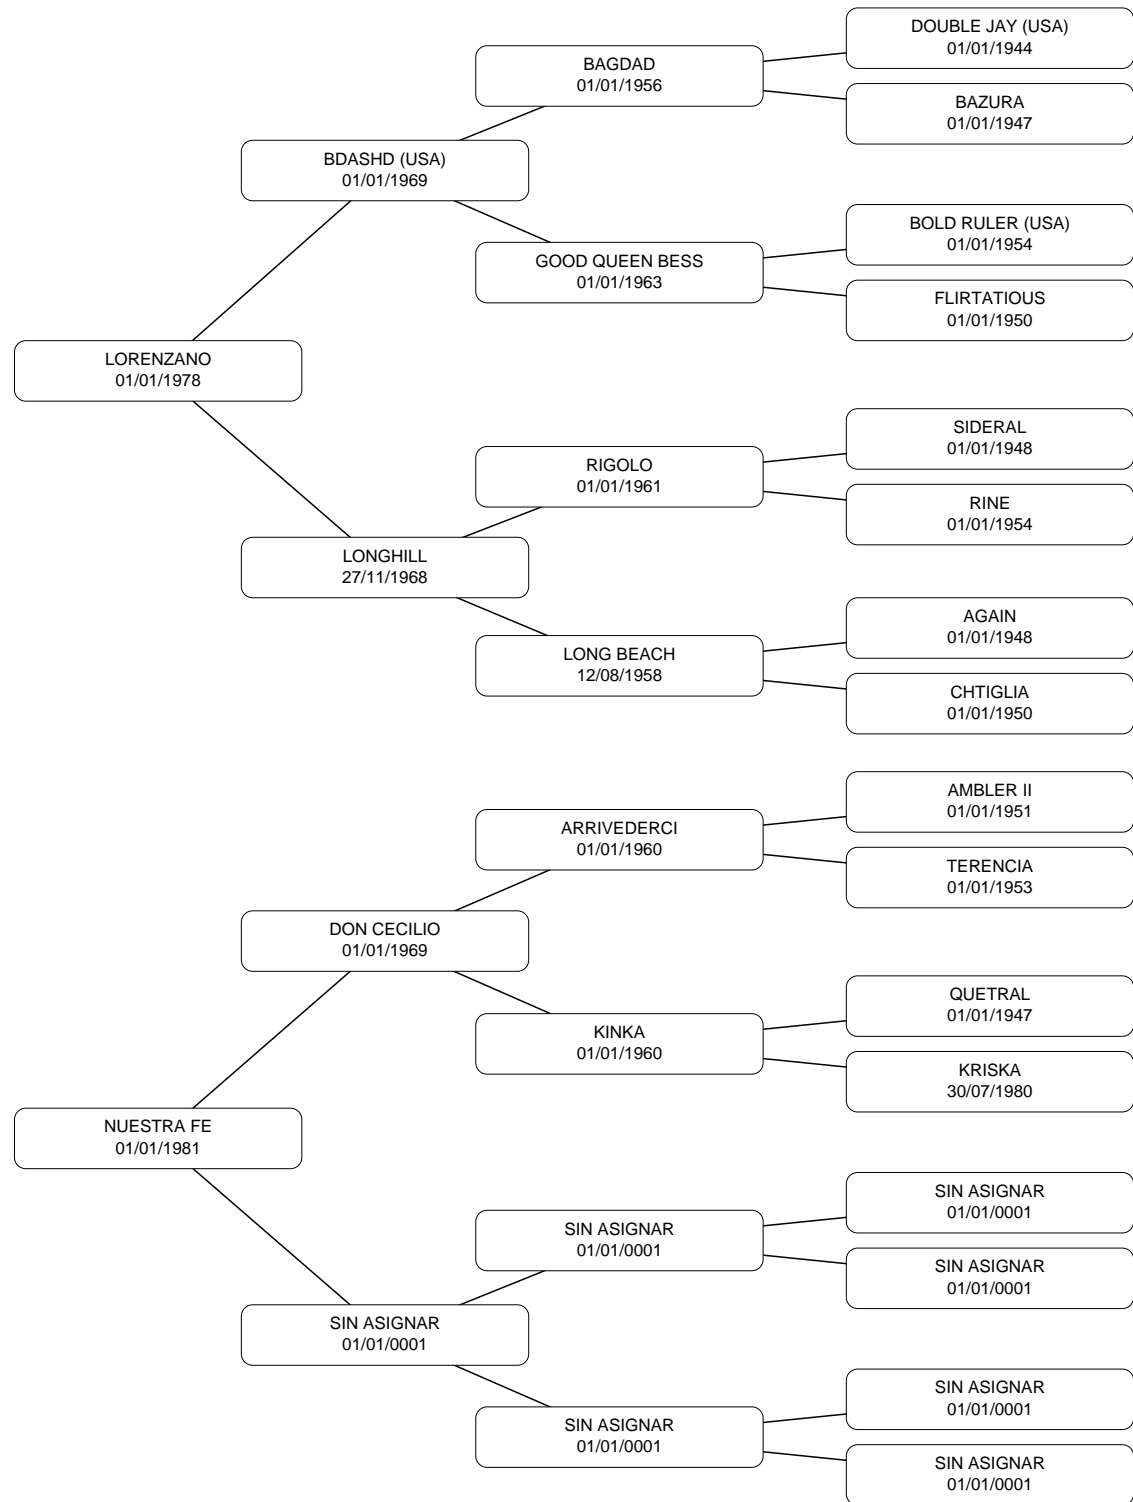 DOUBLE JAY (USA)
01/01/1944
BAGDAD
01/01/1956
BAZURA
01/01/1947
BDASHD (USA)
01/01/1969
BOLD RULER (USA)
01/01/1954
GOOD QUEEN BESS
01/01/1963
FLIRTATIOUS
01/01/1950
LORENZANO
01/01/1978
SIDERAL
01/01/1948
RIGOLO
01/01/1961
RINE
01/01/1954
LONGHILL
27/11/1968
AGAIN
01/01/1948
LONG BEACH
12/08/1958
CHTIGLIA
01/01/1950
AMBLER II
01/01/1951
ARRIVEDERCI
01/01/1960
TERENCIA
01/01/1953
DON CECILIO
01/01/1969
QUETRAL
01/01/1947
KINKA
01/01/1960
KRISKA
30/07/1980
NUESTRA FE
01/01/1981
SIN ASIGNAR
01/01/0001
SIN ASIGNAR
01/01/0001
SIN ASIGNAR
01/01/0001
SIN ASIGNAR
01/01/0001
SIN ASIGNAR
01/01/0001
SIN ASIGNAR
01/01/0001
SIN ASIGNAR
01/01/0001